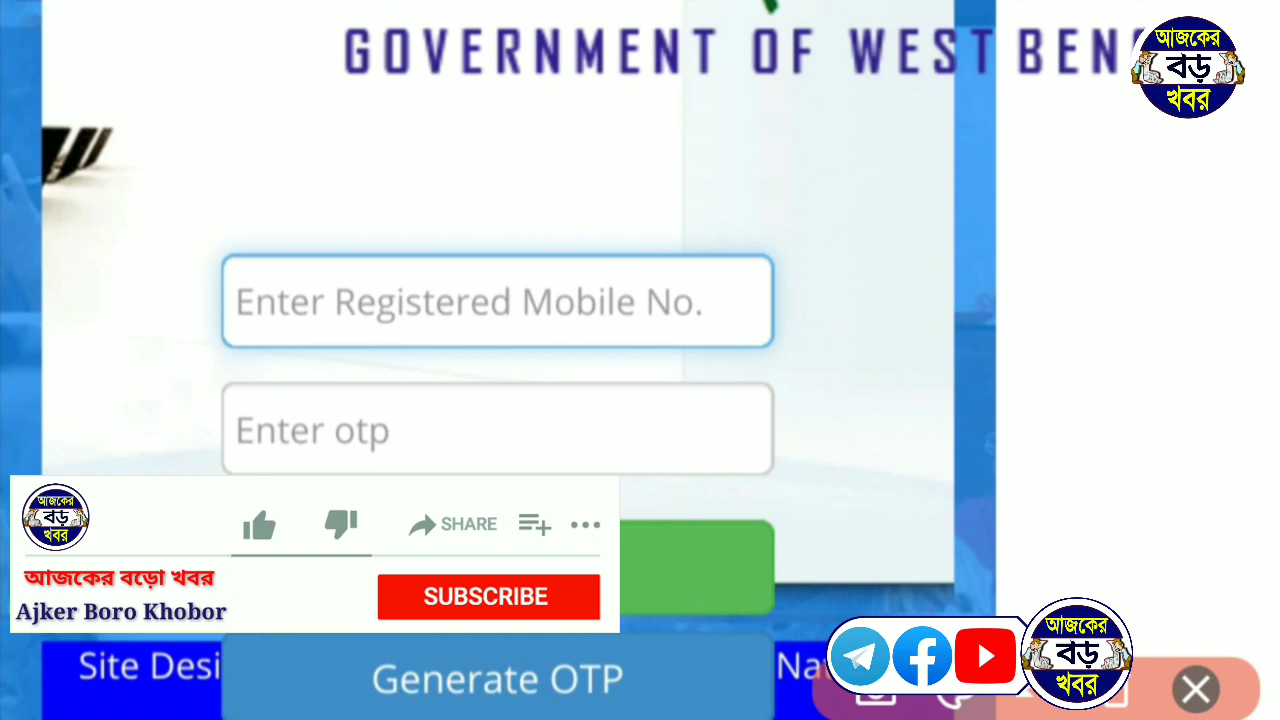 GOVERNMENT OF WEST BENG
আজকের
বড়
খবর
Enter Registered Mobile No.
Enter otp
আজকের
বড়
খবর
SHARE
আজকের বড়ো খবর
Ajker Boro Khobor
SUBSCRIBE
Site Desi
Generate OTP
Na
আজকের
বড়
খবর